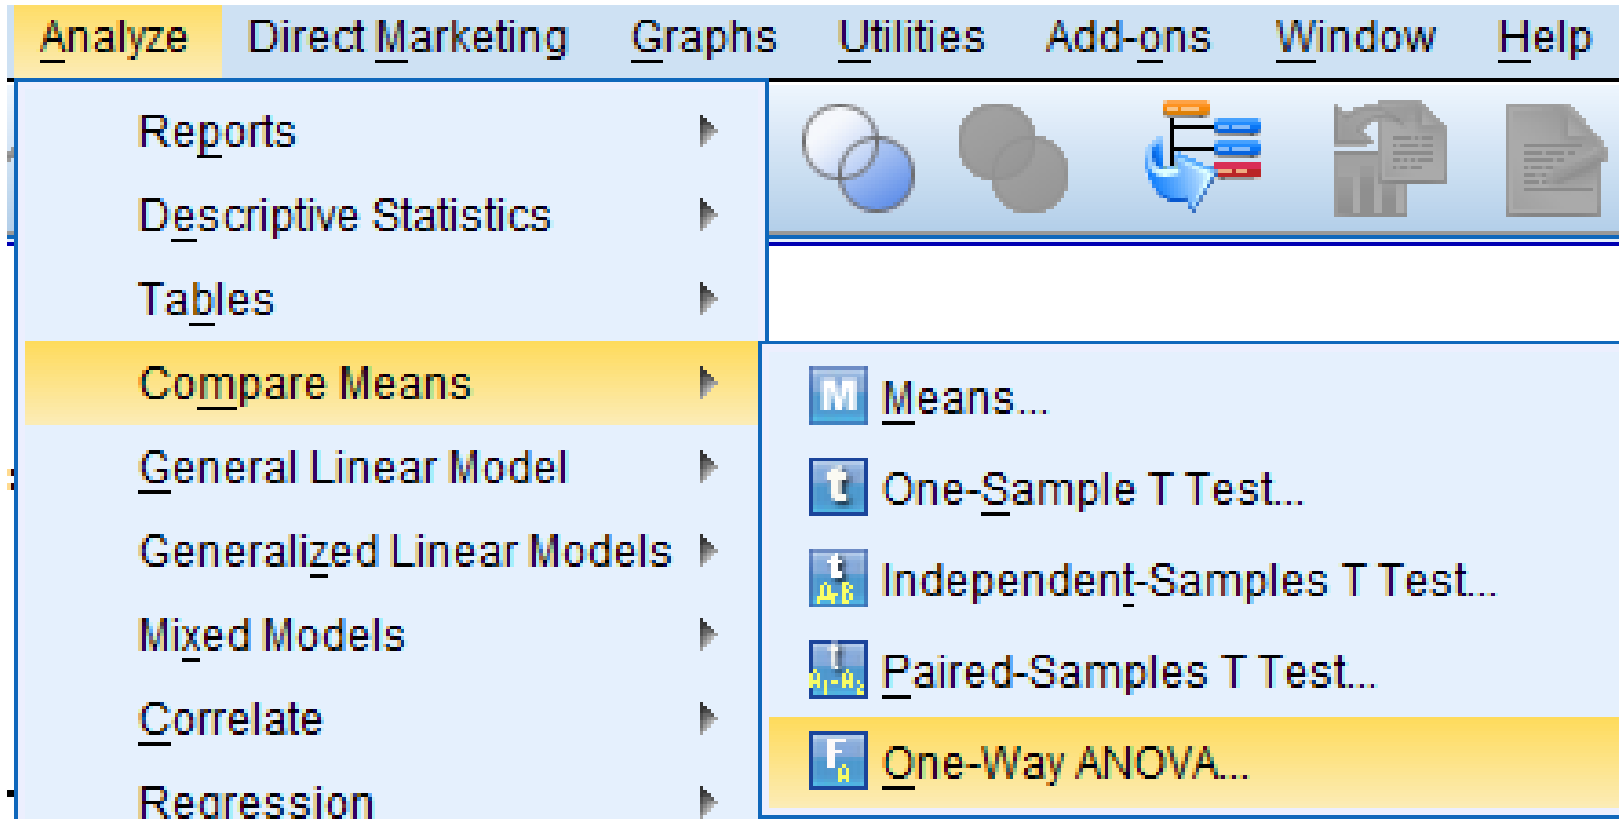 Analyze Direct Marketing Graphs Utilities Add-ons Window Help
Reports
Descriptive Statistics
Tables
Compare Means
General Linear Model
Generalized Linear Models
Mixed Models
Correlate
Regression
M Means...
t One-Sample T Test...
t A-B Independent-Samples T Test...
t A₁-A₂ Paired-Samples T Test...
F A One-Way ANOVA...